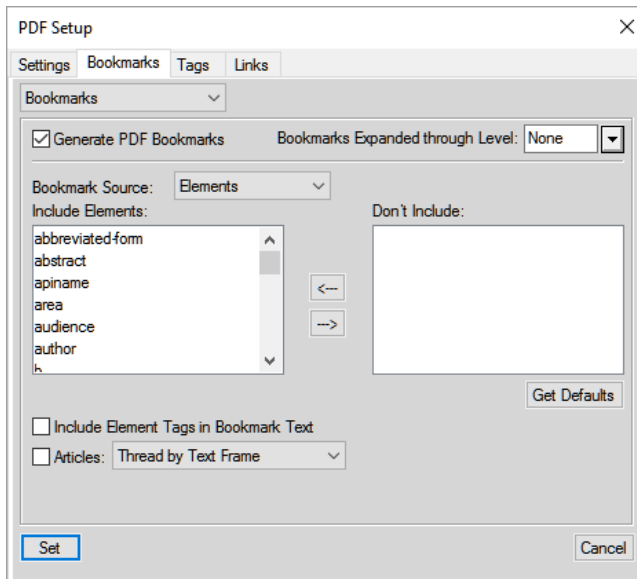 PDF Setup
Settings Bookmarks Tags Links
Bookmarks
Generate PDF Bookmarks Bookmarks Expanded through Level: None
Bookmark Source: Elements
Include Elements: Don't Include:
abbreviated-form
abstract
apiname
area
audience
author
<---
--->
Get Defaults
Include Element Tags in Bookmark Text
Articles: Thread by Text Frame
Set Cancel